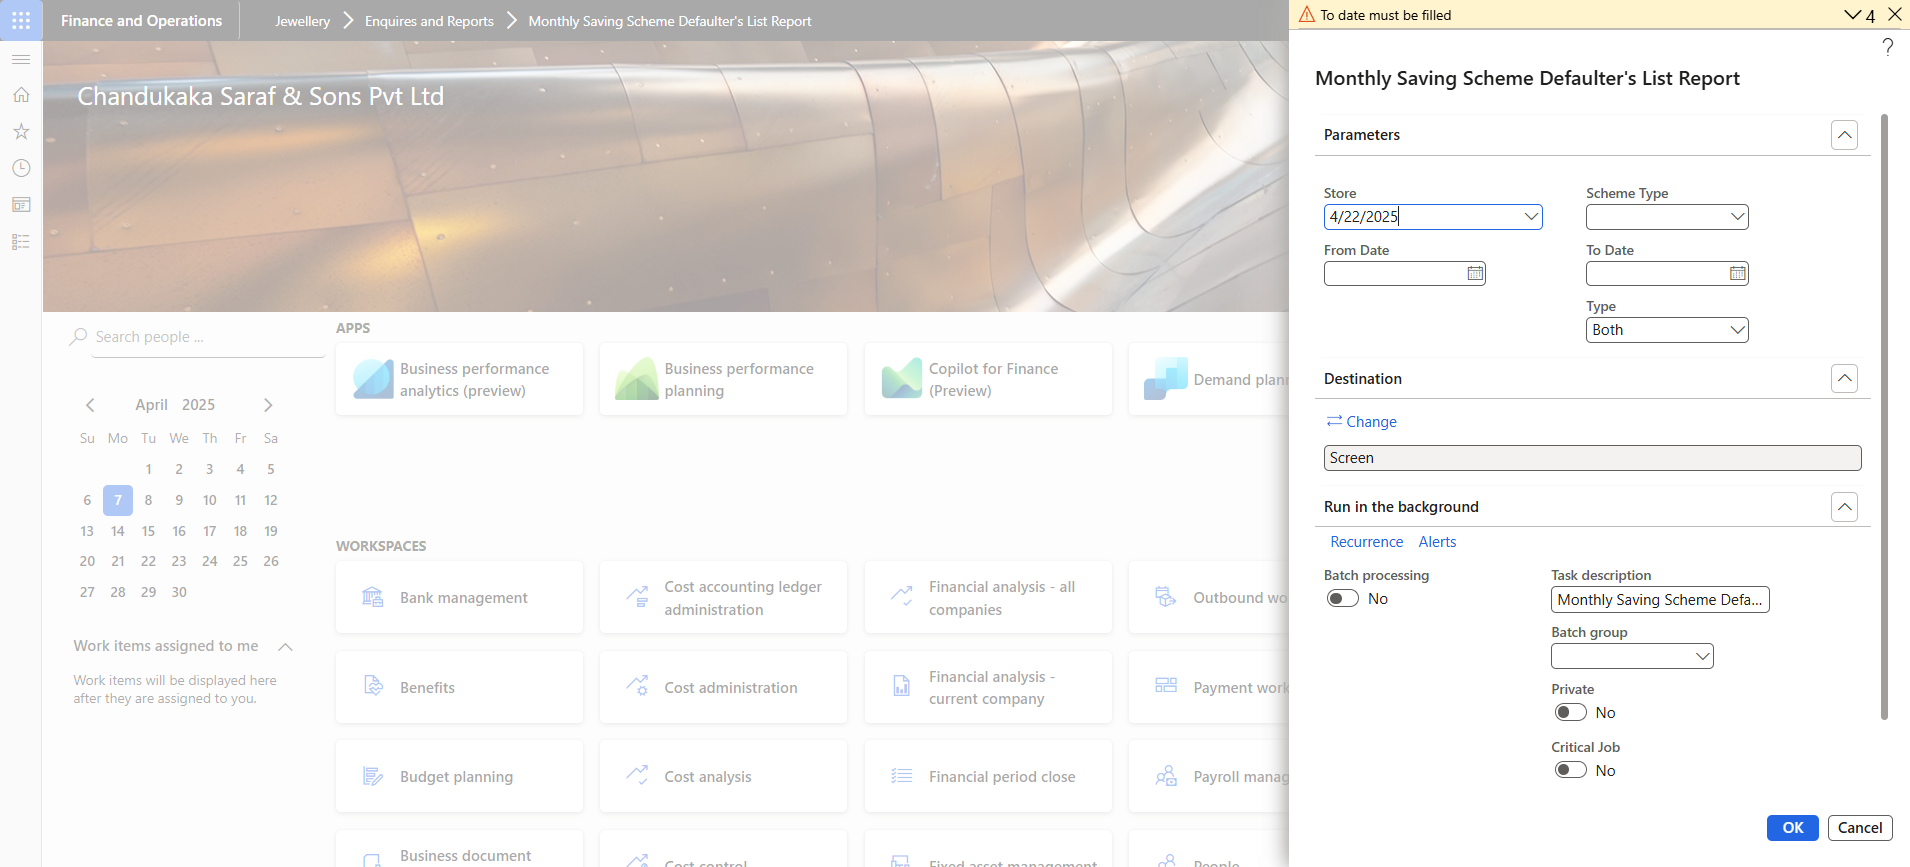 Finance and Operations
Jewellery > Enquires and Reports > Monthly Saving Scheme Defaulter's List Report
Chandukaka Saraf & Sons Pvt Ltd
Search people ...
April 2025
Su Mo Tu We Th Fr Sa
1 2 3 4 5
6 7 8 9 10 11 12
13 14 15 16 17 18 19
20 21 22 23 24 25 26
27 28 29 30
Work items assigned to me
Work items will be displayed here
after they are assigned to you.
APPS
Business performance
analytics (preview)
Business performance
planning
Copilot for Finance
(Preview)
Demand plann
WORKSPACES
Bank management
Cost accounting ledger
administration
Financial analysis - all
companies
Outbound wo
Benefits
Cost administration
Financial analysis -
current company
Payment work
Budget planning
Cost analysis
Financial period close
Payroll manag
Business document
Cost control
Fixed asset management
People
To date must be filled
4
?
Monthly Saving Scheme Defaulter's List Report
Parameters
Store
4/22/2025
Scheme Type
From Date
To Date
Type
Both
Destination
Change
Screen
Run in the background
Recurrence Alerts
Batch processing
No
Task description
Monthly Saving Scheme Defa...
Batch group
Private
No
Critical Job
No
OK
Cancel